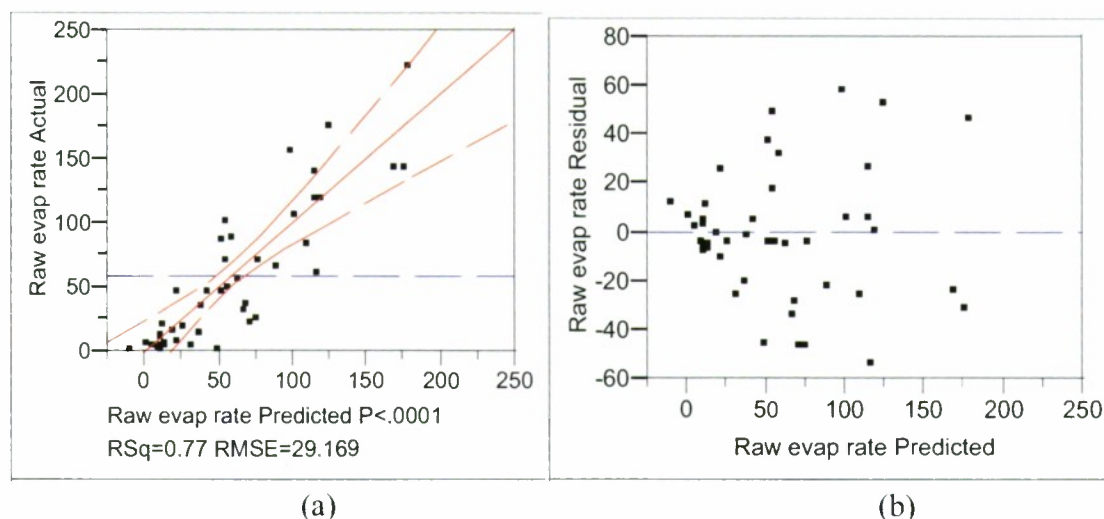 250
200
150
100
50
0
Raw evap rate Actual
0 50 100 150 200 250
Raw evap rate Predicted P<.0001
RSq=0.77 RMSE=29.169
(a)
80
60
40
20
0
-20
-40
-60
Raw evap rate Residual
0 50 100 150 200 250
Raw evap rate Predicted
(b)